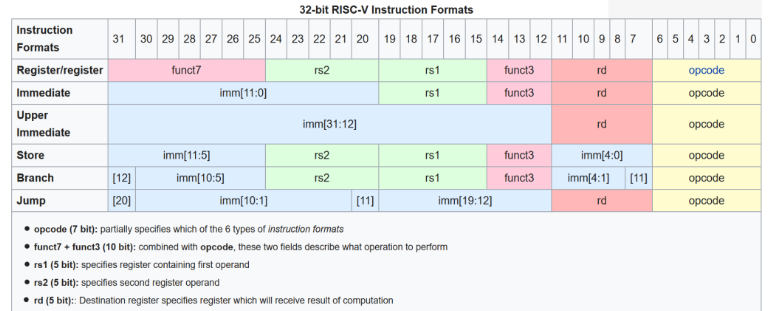 32-bit RISC-V Instruction Formats
Instruction Formats 31 30 29 28 27 26 25 24 23 22 21 20 19 18 17 16 15 14 13 12 11 10 9 8 7 6 5 4 3 2 1 0
Register/register funct7 rs2 rs1 funct3 rd opcode
Immediate imm[11:0] rs1 funct3 rd opcode
Upper Immediate imm[31:12] rd opcode
Store imm[11:5] rs2 rs1 funct3 imm[4:0] opcode
Branch [12] imm[10:5] rs2 rs1 funct3 imm[4:1] [11] opcode
Jump [20] imm[10:1] [11] imm[19:12] rd opcode
• opcode (7 bit): partially specifies which of the 6 types of instruction formats
• funct7 + funct3 (10 bit): combined with opcode, these two fields describe what operation to perform
• rs1 (5 bit): specifies register containing first operand
• rs2 (5 bit): specifies second register operand
• rd (5 bit):: Destination register specifies register which will receive result of computation